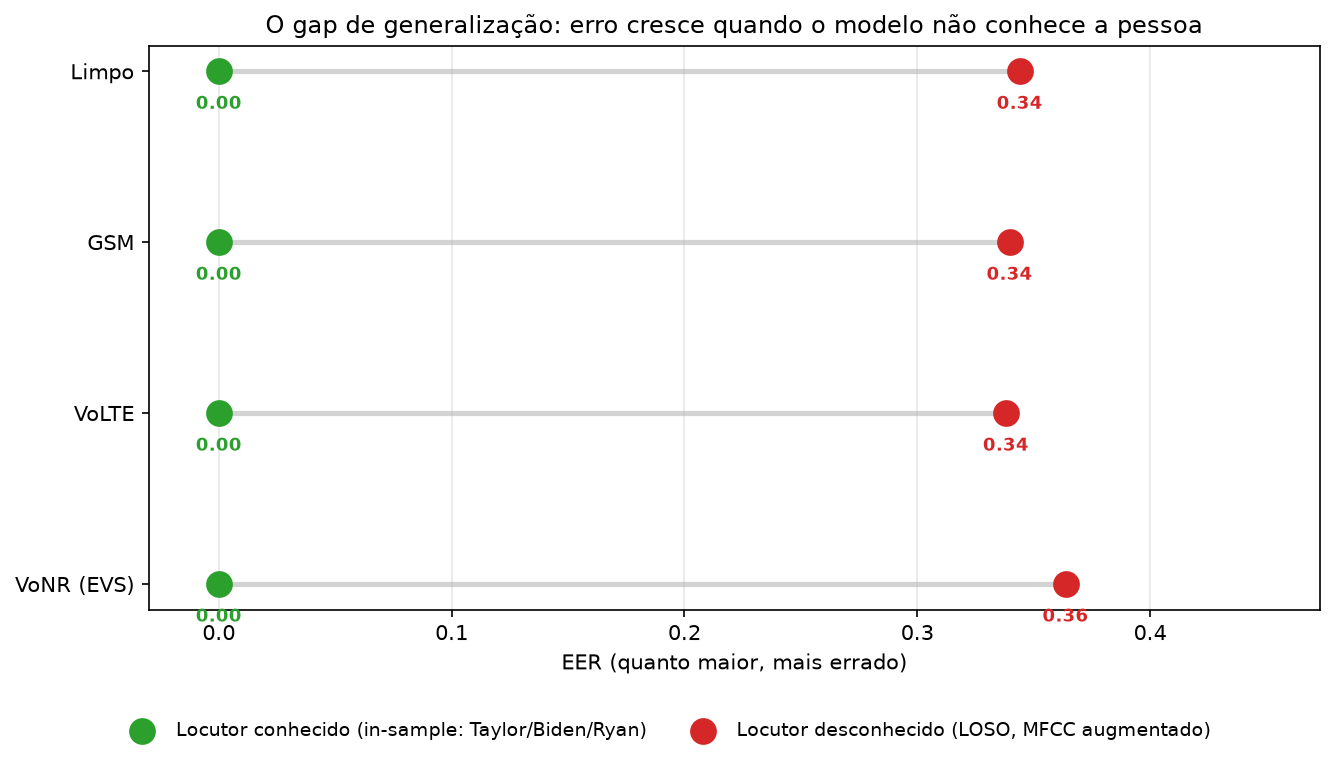 O gap de generalização: erro cresce quando o modelo não conhece a pessoa
Limpo
0.00
0.34
GSM
0.00
0.34
VoLTE
0.00
0.34
VoNR (EVS)
0.00
0.36
0.0
0.1
0.2
0.3
0.4
EER (quanto maior, mais errado)
Locutor conhecido (in-sample: Taylor/Biden/Ryan)
Locutor desconhecido (LOSO, MFCC augmentado)